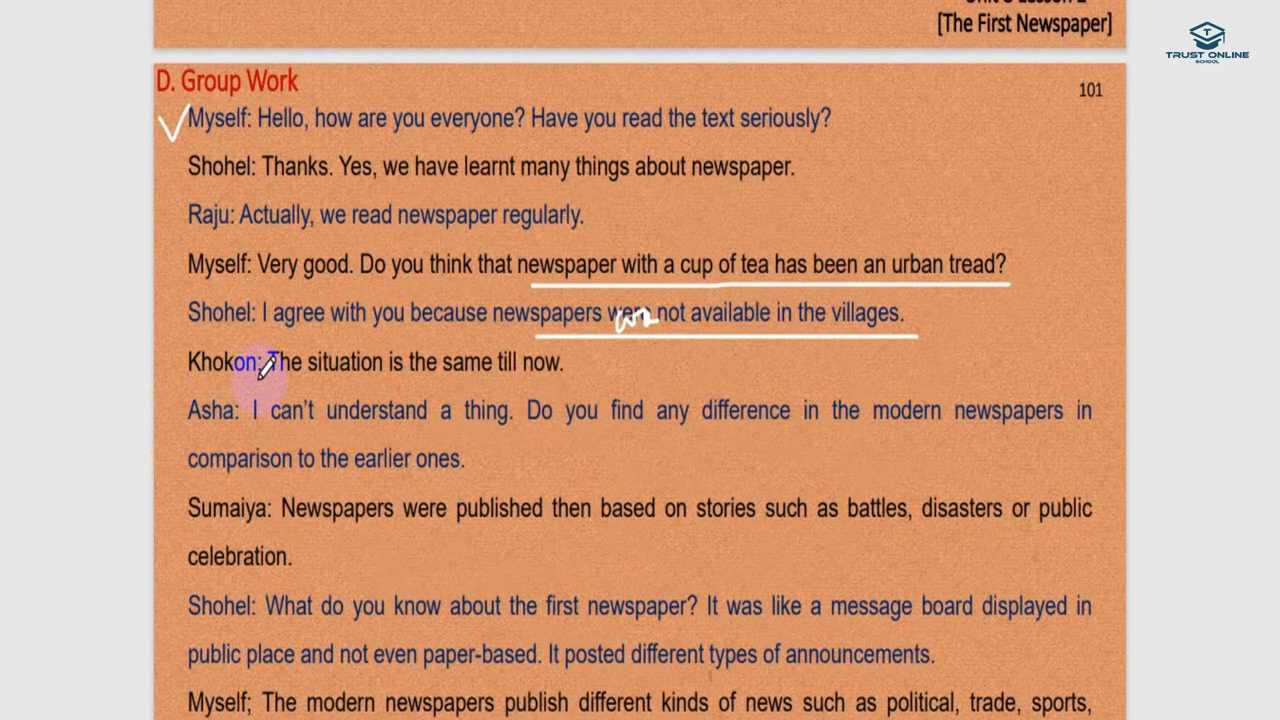 [The First Newspaper]
TRUST ONLINE
SCHOOL
D. Group Work
101
Myself: Hello, how are you everyone? Have you read the text seriously?
Shohel: Thanks. Yes, we have learnt many things about newspaper.
Raju: Actually, we read newspaper regularly.
Myself: Very good. Do you think that newspaper with a cup of tea has been an urban tread?
Shohel: I agree with you because newspapers were not available in the villages.
Khokon: The situation is the same till now.
Asha: I can't understand a thing. Do you find any difference in the modern newspapers in
comparison to the earlier ones.
Sumaiya: Newspapers were published then based on stories such as battles, disasters or public
celebration.
Shohel: What do you know about the first newspaper? It was like a message board displayed in
public place and not even paper-based. It posted different types of announcements.
Myself; The modern newspapers publish different kinds of news such as political, trade, sports,